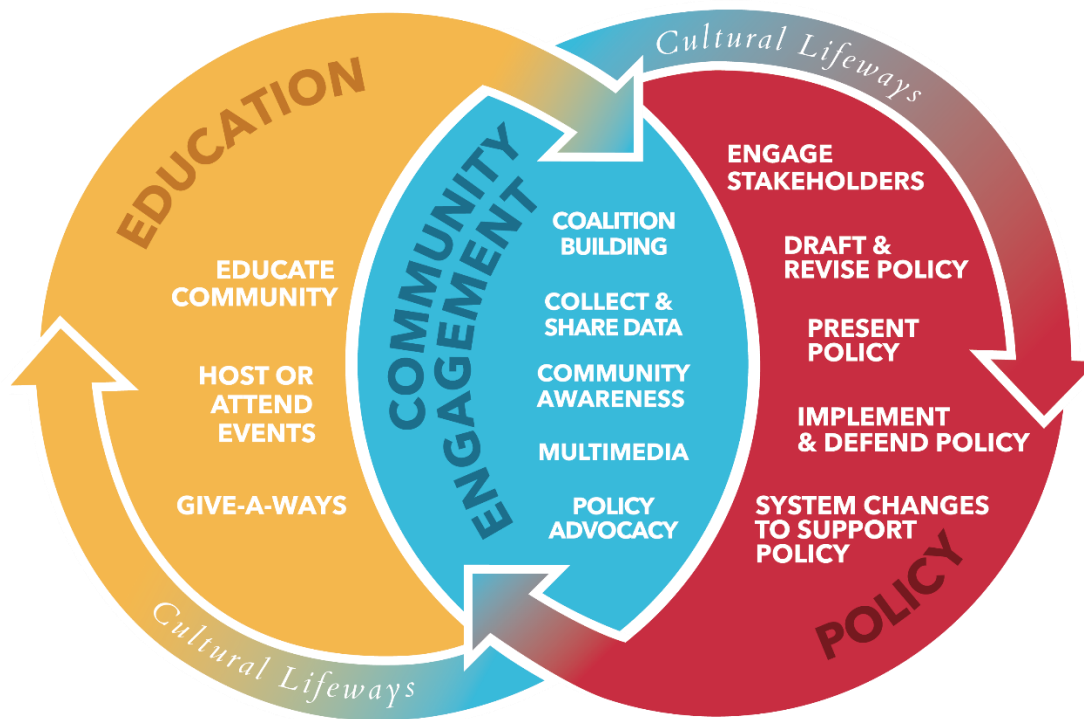 EDUCATION
EDUCATE
COMMUNITY
HOST OR
ATTEND
EVENTS
GIVE-A-WAYS
Cultural Lifeways
COMMUNITY
ENGAGEMENT
COALITION
BUILDING
COLLECT &
SHARE DATA
COMMUNITY
AWARENESS
MULTIMEDIA
POLICY
ADVOCACY
Cultural Lifeways
ENGAGE
STAKEHOLDERS
DRAFT &
REVISE POLICY
PRESENT
POLICY
IMPLEMENT
& DEFEND POLICY
SYSTEM CHANGES
TO SUPPORT
POLICY
POLICY